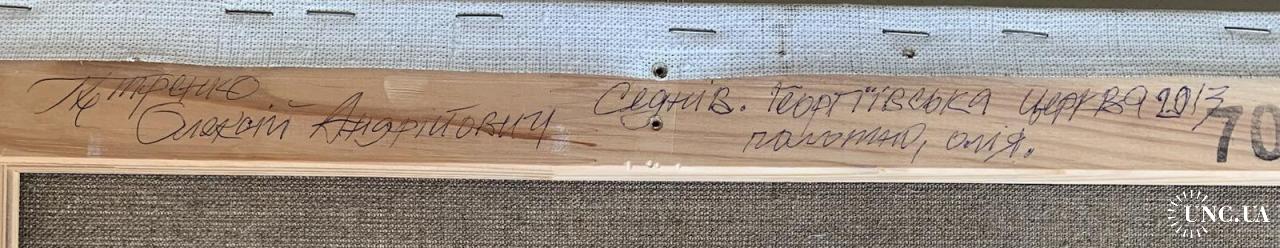 Петренко
Олексій Андрійович
Седнів. Георгіївська церква 2013
полотно, олія.
70
UNC.UA